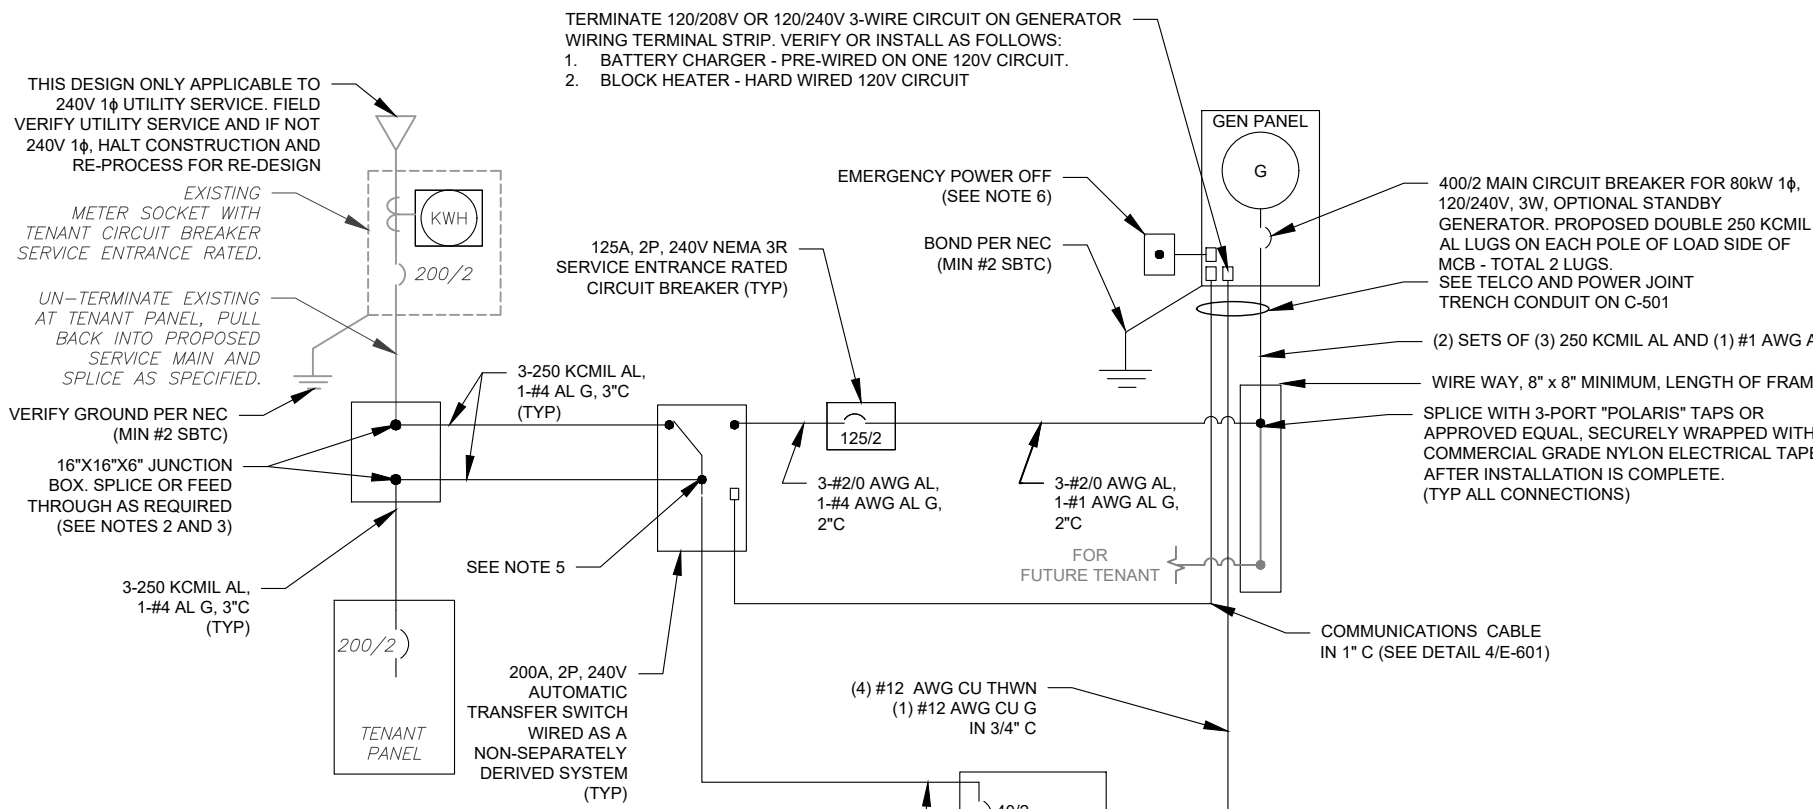 TERMINATE 120/208V OR 120/240V 3-WIRE CIRCUIT ON GENERATOR
WIRING TERMINAL STRIP. VERIFY OR INSTALL AS FOLLOWS:
1. BATTERY CHARGER - PRE-WIRED ON ONE 120V CIRCUIT.
2. BLOCK HEATER - HARD WIRED 120V CIRCUIT
THIS DESIGN ONLY APPLICABLE TO
240V 1ϕ UTILITY SERVICE. FIELD
VERIFY UTILITY SERVICE AND IF NOT
240V 1ϕ, HALT CONSTRUCTION AND
RE-PROCESS FOR RE-DESIGN
EXISTING
METER SOCKET WITH
TENANT CIRCUIT BREAKER
SERVICE ENTRANCE RATED.
KWH
200/2
UN-TERMINATE EXISTING
AT TENANT PANEL, PULL
BACK INTO PROPOSED
SERVICE MAIN AND
SPLICE AS SPECIFIED.
VERIFY GROUND PER NEC
(MIN #2 SBTC)
16"X16"X6" JUNCTION
BOX. SPLICE OR FEED
THROUGH AS REQUIRED
(SEE NOTES 2 AND 3)
3-250 KCMIL AL,
1-#4 AL G, 3"C
(TYP)
200/2
TENANT
PANEL
3-250 KCMIL AL,
1-#4 AL G, 3"C
(TYP)
SEE NOTE 5
200A, 2P, 240V
AUTOMATIC
TRANSFER SWITCH
WIRED AS A
NON-SEPARATELY
DERIVED SYSTEM
(TYP)
125A, 2P, 240V NEMA 3R
SERVICE ENTRANCE RATED
CIRCUIT BREAKER (TYP)
125/2
3-#2/0 AWG AL,
1-#4 AWG AL G,
2"C
3-#2/0 AWG AL,
1-#1 AWG AL G,
2"C
EMERGENCY POWER OFF
(SEE NOTE 6)
BOND PER NEC
(MIN #2 SBTC)
GEN PANEL
G
400/2 MAIN CIRCUIT BREAKER FOR 80kW 1ϕ,
120/240V, 3W, OPTIONAL STANDBY
GENERATOR. PROPOSED DOUBLE 250 KCMIL
AL LUGS ON EACH POLE OF LOAD SIDE OF
MCB - TOTAL 2 LUGS.
SEE TELCO AND POWER JOINT
TRENCH CONDUIT ON C-501
(2) SETS OF (3) 250 KCMIL AL AND (1) #1 AWG A
WIRE WAY, 8" x 8" MINIMUM, LENGTH OF FRAM
SPLICE WITH 3-PORT "POLARIS" TAPS OR
APPROVED EQUAL, SECURELY WRAPPED WITH
COMMERCIAL GRADE NYLON ELECTRICAL TAPE
AFTER INSTALLATION IS COMPLETE.
(TYP ALL CONNECTIONS)
FOR
FUTURE TENANT
COMMUNICATIONS CABLE
IN 1" C (SEE DETAIL 4/E-601)
(4) #12 AWG CU THWN
(1) #12 AWG CU G
IN 3/4" C